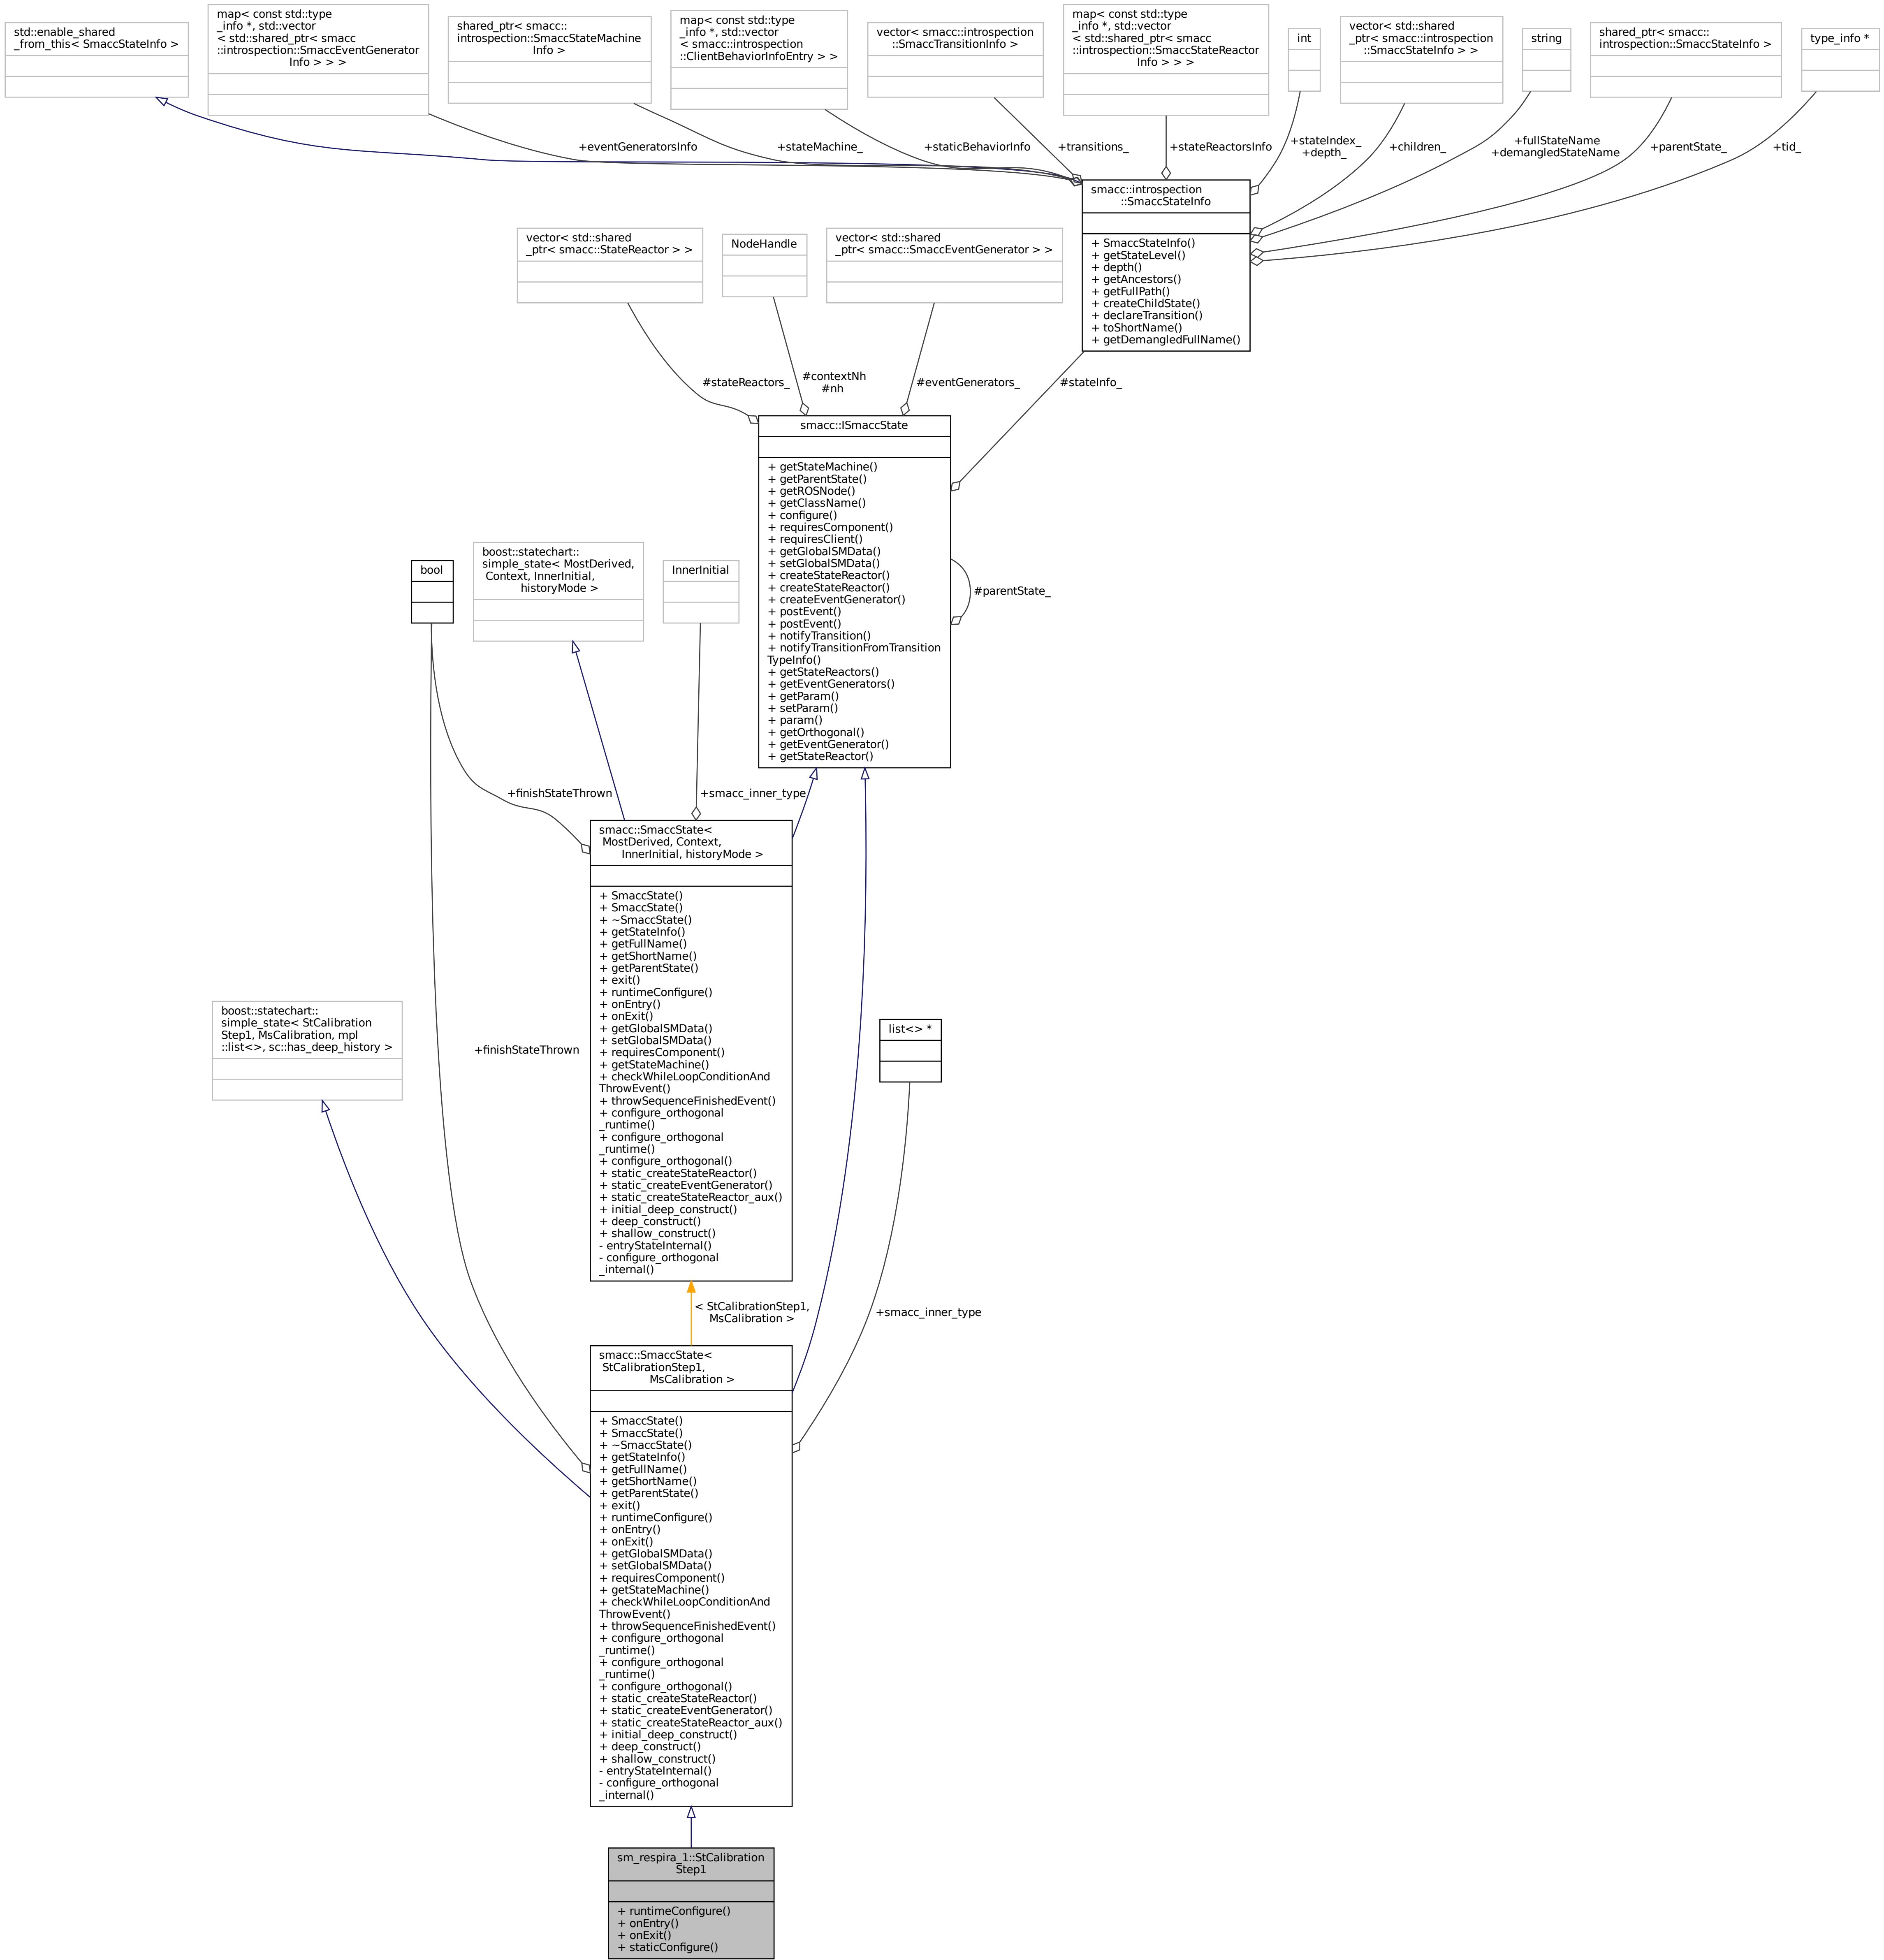 std::enable_shared
_from_this< SmaccStateInfo >
map< const std::type
_info *, std::vector
< std::shared_ptr< smacc
::introspection::SmaccEventGenerator
Info > > >
shared_ptr< smacc::
introspection::SmaccStateMachine
Info >
map< const std::type
_info *, std::vector
< smacc::introspection
::ClientBehaviorInfoEntry > >
vector< smacc::introspection
::SmaccTransitionInfo >
map< const std::type
_info *, std::vector
< std::shared_ptr< smacc
::introspection::SmaccStateReactor
Info > > >
int
vector< std::shared
_ptr< smacc::introspection
::SmaccStateInfo > >
string
shared_ptr< smacc::
introspection::SmaccStateInfo >
type_info *
+eventGeneratorsInfo
+stateMachine_
+staticBehaviorInfo
+transitions_
+stateReactorsInfo
+stateIndex_
+depth_
+children_
+fullStateName
+demangledStateName
+parentState_
+tid_
smacc::introspection
::SmaccStateInfo
+ SmaccStateInfo()
+ getStateLevel()
+ depth()
+ getAncestors()
+ getFullPath()
+ createChildState()
+ declareTransition()
+ toShortName()
+ getDemangledFullName()
vector< std::shared
_ptr< smacc::StateReactor > >
NodeHandle
vector< std::shared
_ptr< smacc::SmaccEventGenerator > >
#stateReactors_
#contextNh
#nh
#eventGenerators_
#stateInfo_
smacc::ISmaccState
+ getStateMachine()
+ getParentState()
+ getROSNode()
+ getClassName()
+ configure()
+ requiresComponent()
+ requiresClient()
+ getGlobalSMData()
+ setGlobalSMData()
+ createStateReactor()
+ createStateReactor()
+ createEventGenerator()
+ postEvent()
+ postEvent()
+ notifyTransition()
+ notifyTransitionFromTransition
TypeInfo()
+ getStateReactors()
+ getEventGenerators()
+ getParam()
+ setParam()
+ param()
+ getOrthogonal()
+ getEventGenerator()
+ getStateReactor()
#parentState_
bool
boost::statechart::
simple_state< MostDerived,
Context, InnerInitial,
historyMode >
InnerInitial
+finishStateThrown
+smacc_inner_type
smacc::SmaccState<
MostDerived, Context,
InnerInitial, historyMode >
+ SmaccState()
+ SmaccState()
+ ~SmaccState()
+ getStateInfo()
+ getFullName()
+ getShortName()
+ getParentState()
+ exit()
+ runtimeConfigure()
+ onEntry()
+ onExit()
+ getGlobalSMData()
+ setGlobalSMData()
+ requiresComponent()
+ getStateMachine()
+ checkWhileLoopConditionAnd
ThrowEvent()
+ throwSequenceFinishedEvent()
+ configure_orthogonal
_runtime()
+ configure_orthogonal
_runtime()
+ configure_orthogonal()
+ static_createStateReactor()
+ static_createEventGenerator()
+ static_createStateReactor_aux()
+ initial_deep_construct()
+ deep_construct()
+ shallow_construct()
- entryStateInternal()
- configure_orthogonal
_internal()
boost::statechart::
simple_state< StCalibration
Step1, MsCalibration, mpl
::list<>, sc::has_deep_history >
+finishStateThrown
list<> *
< StCalibrationStep1,
MsCalibration >
+smacc_inner_type
smacc::SmaccState<
StCalibrationStep1,
MsCalibration >
+ SmaccState()
+ SmaccState()
+ ~SmaccState()
+ getStateInfo()
+ getFullName()
+ getShortName()
+ getParentState()
+ exit()
+ runtimeConfigure()
+ onEntry()
+ onExit()
+ getGlobalSMData()
+ setGlobalSMData()
+ requiresComponent()
+ getStateMachine()
+ checkWhileLoopConditionAnd
ThrowEvent()
+ throwSequenceFinishedEvent()
+ configure_orthogonal
_runtime()
+ configure_orthogonal
_runtime()
+ configure_orthogonal()
+ static_createStateReactor()
+ static_createEventGenerator()
+ static_createStateReactor_aux()
+ initial_deep_construct()
+ deep_construct()
+ shallow_construct()
- entryStateInternal()
- configure_orthogonal
_internal()
sm_respira_1::StCalibration
Step1
+ runtimeConfigure()
+ onEntry()
+ onExit()
+ staticConfigure()